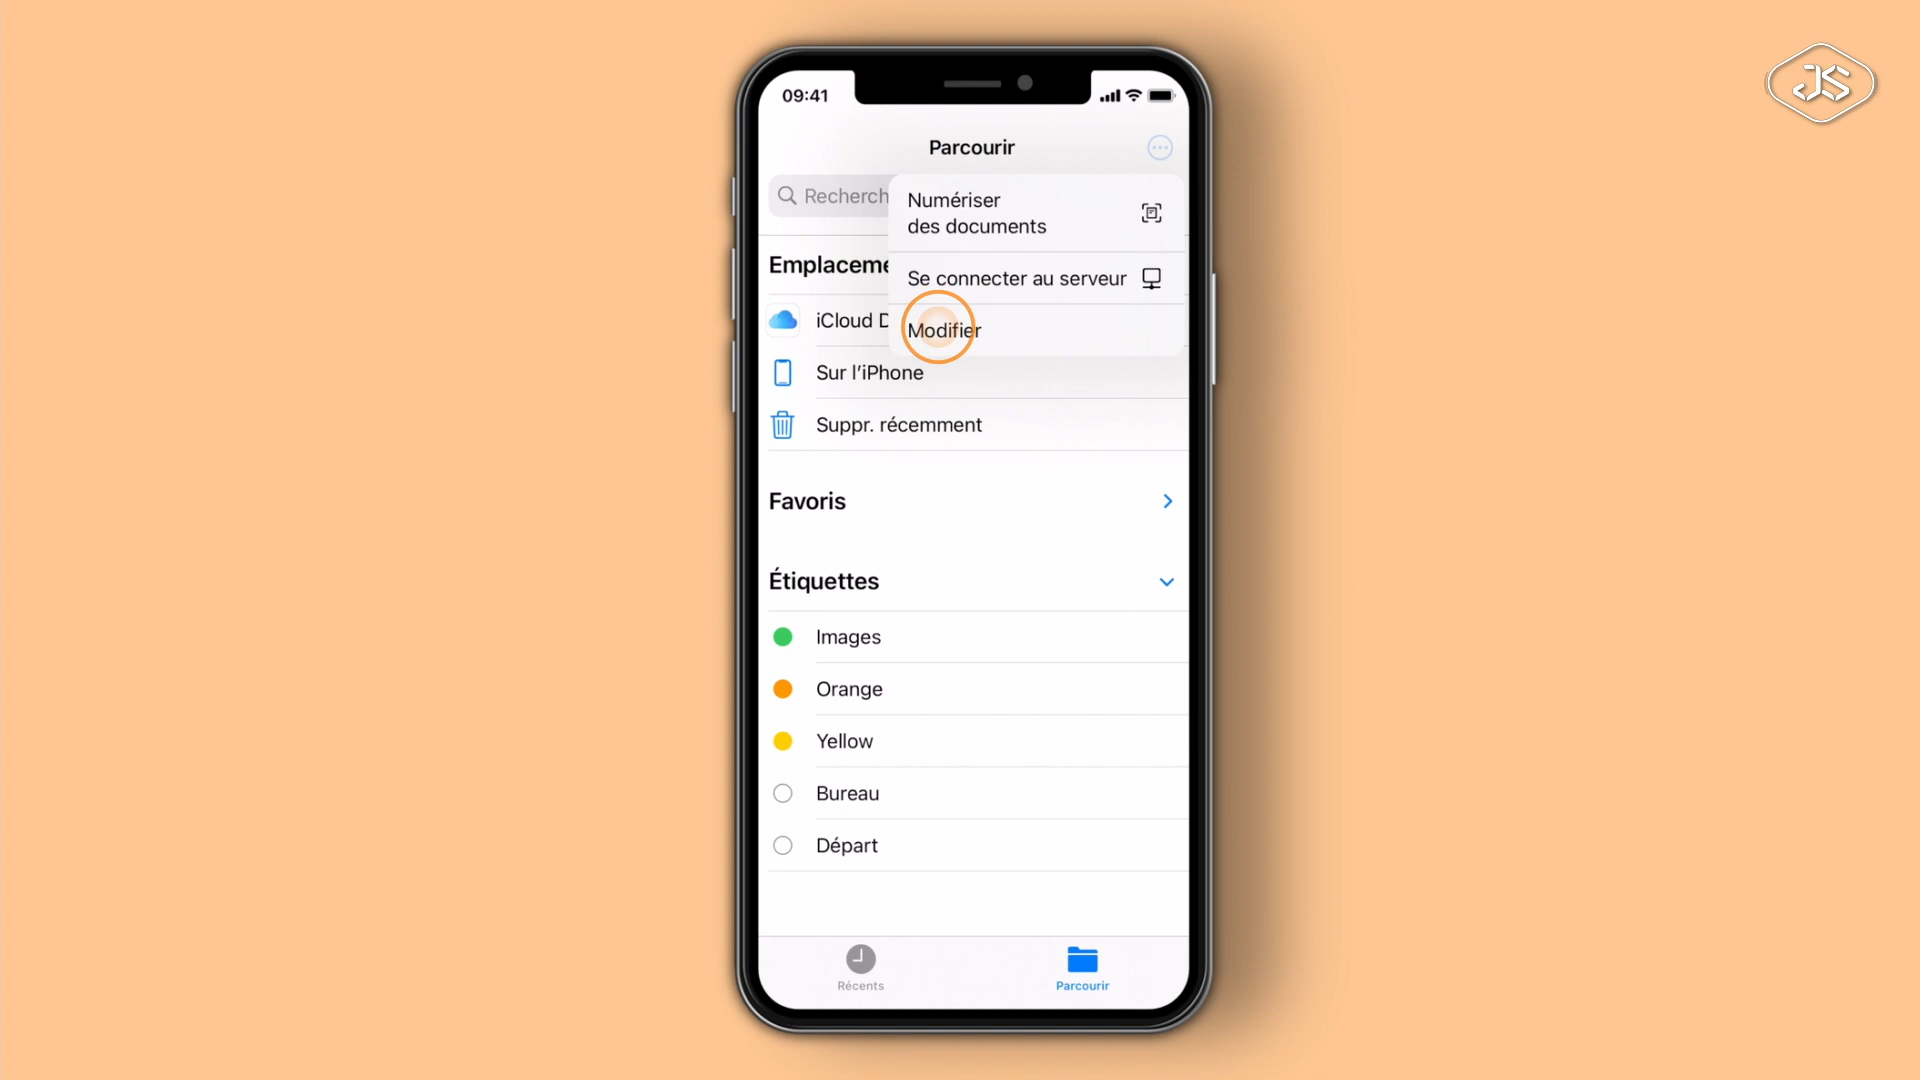 JS
09:41
Parcourir
Recherch
Numériser
des documents
Se connecter au serveur
Modifier
Emplaceme
iCloud D
Sur l’iPhone
Suppr. récemment
Favoris
Étiquettes
Images
Orange
Yellow
Bureau
Départ
Récents
Parcourir